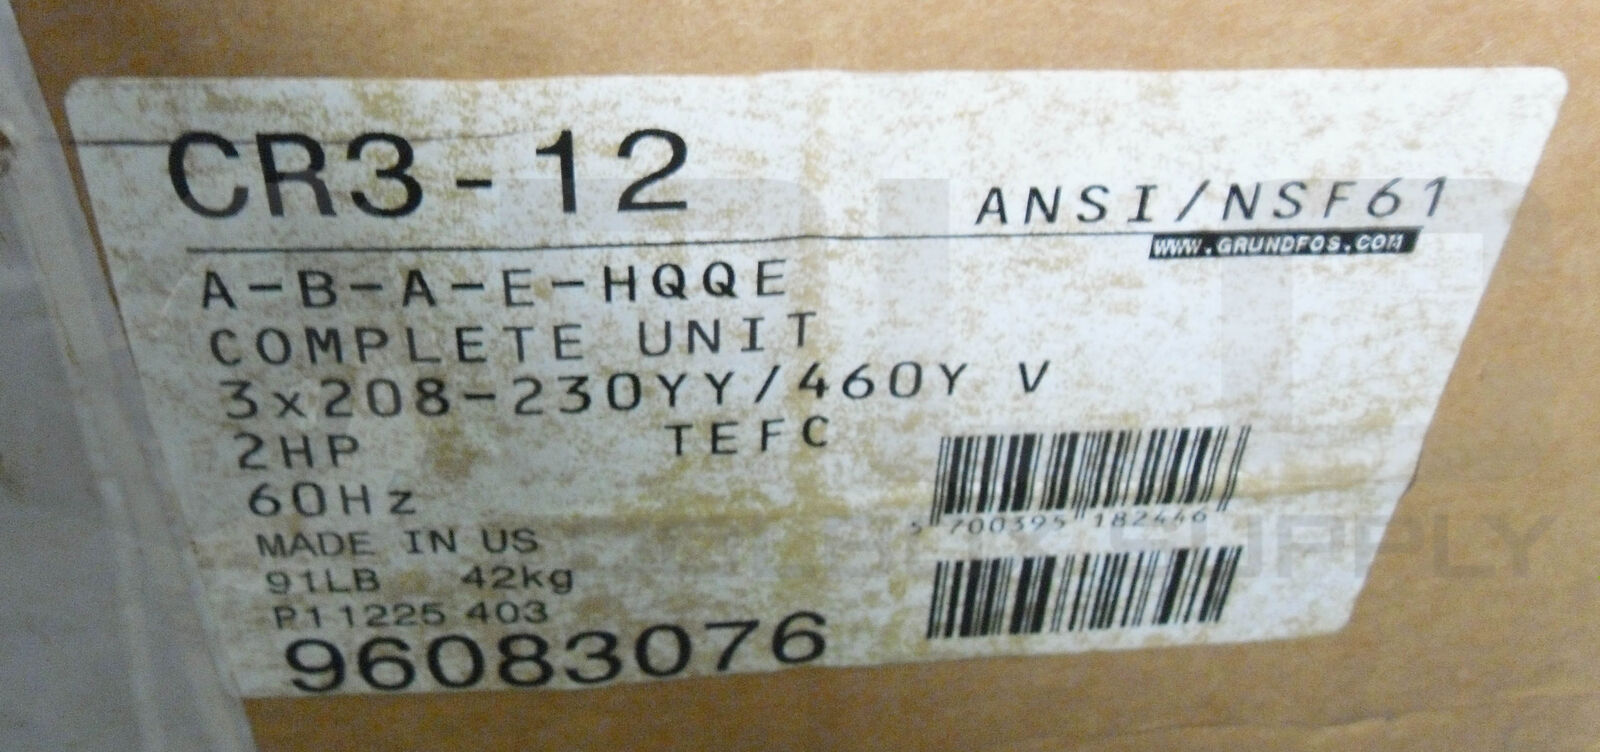 CR3-12
ANSI/NSF61
WWW.GRUNDFOS.COM
A-B-A-E-HQQE
COMPLETE UNIT
3x208-230YY/460Y V
2HP TEFC
60Hz
MADE IN US
91LB 42kg
P11225 403
96083076
5 700395 182446
SUPPLY